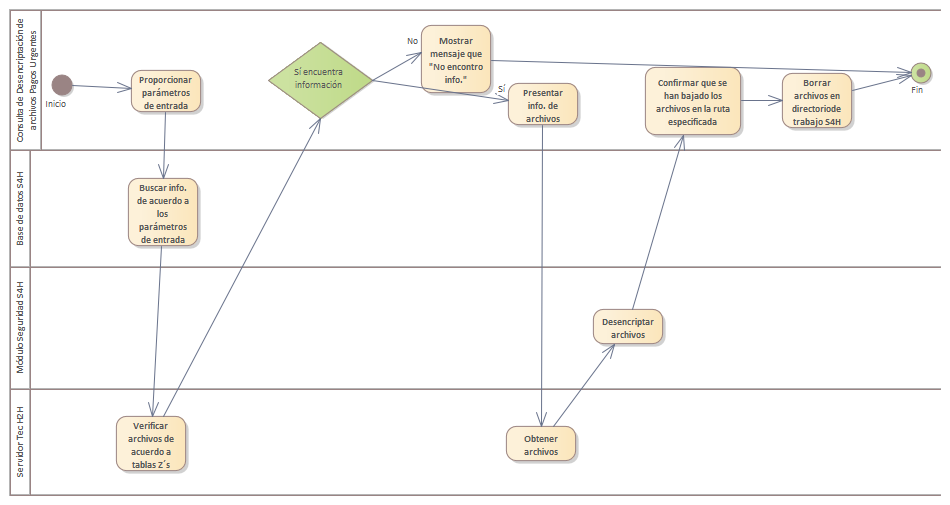 Consulta de Desencriptaciónde
archivos Pagos Urgentes
Inicio
Proporcionar
parámetros
de entrada
Sí encuentra
información
No
Mostrar
mensaje que
"No encontro
info."
Sí
Presentar
info. de
archivos
Confirmar que se
han bajado los
archivos en la ruta
especificada
Borrar
archivos en
directoriode
trabajo S4H
Fin
Base de datos S4H
Buscar info.
de acuerdo a
los
parámetros
de entrada
Módulo Seguridad S4H
Desencriptar
archivos
Servidor Tec H2H
Verificar
archivos de
acuerdo a
tablas Z´s
Obtener
archivos